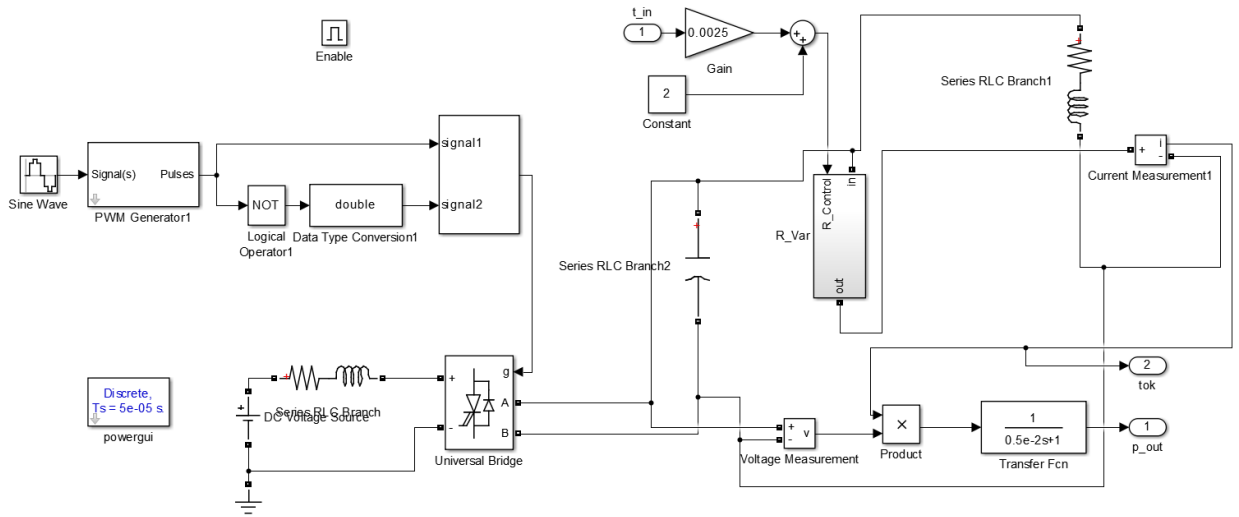 t_in
1
0.0025
Gain
2
Constant
Enable
Series RLC Branch1
Sine Wave
Signal(s)
Pulses
PWM Generator1
NOT
Logical
Operator1
double
Data Type Conversion1
signal1
signal2
R_Control
in
out
R_Var
+
i
-
Current Measurement1
Series RLC Branch2
Discrete,
Ts = 5e-05 s.
powergui
Series RLC Branch
DC Voltage Source
+
-
g
A
B
Universal Bridge
+
-
v
Voltage Measurement
×
Product
1
0.5e-2s+1
Transfer Fcn
2
tok
1
p_out